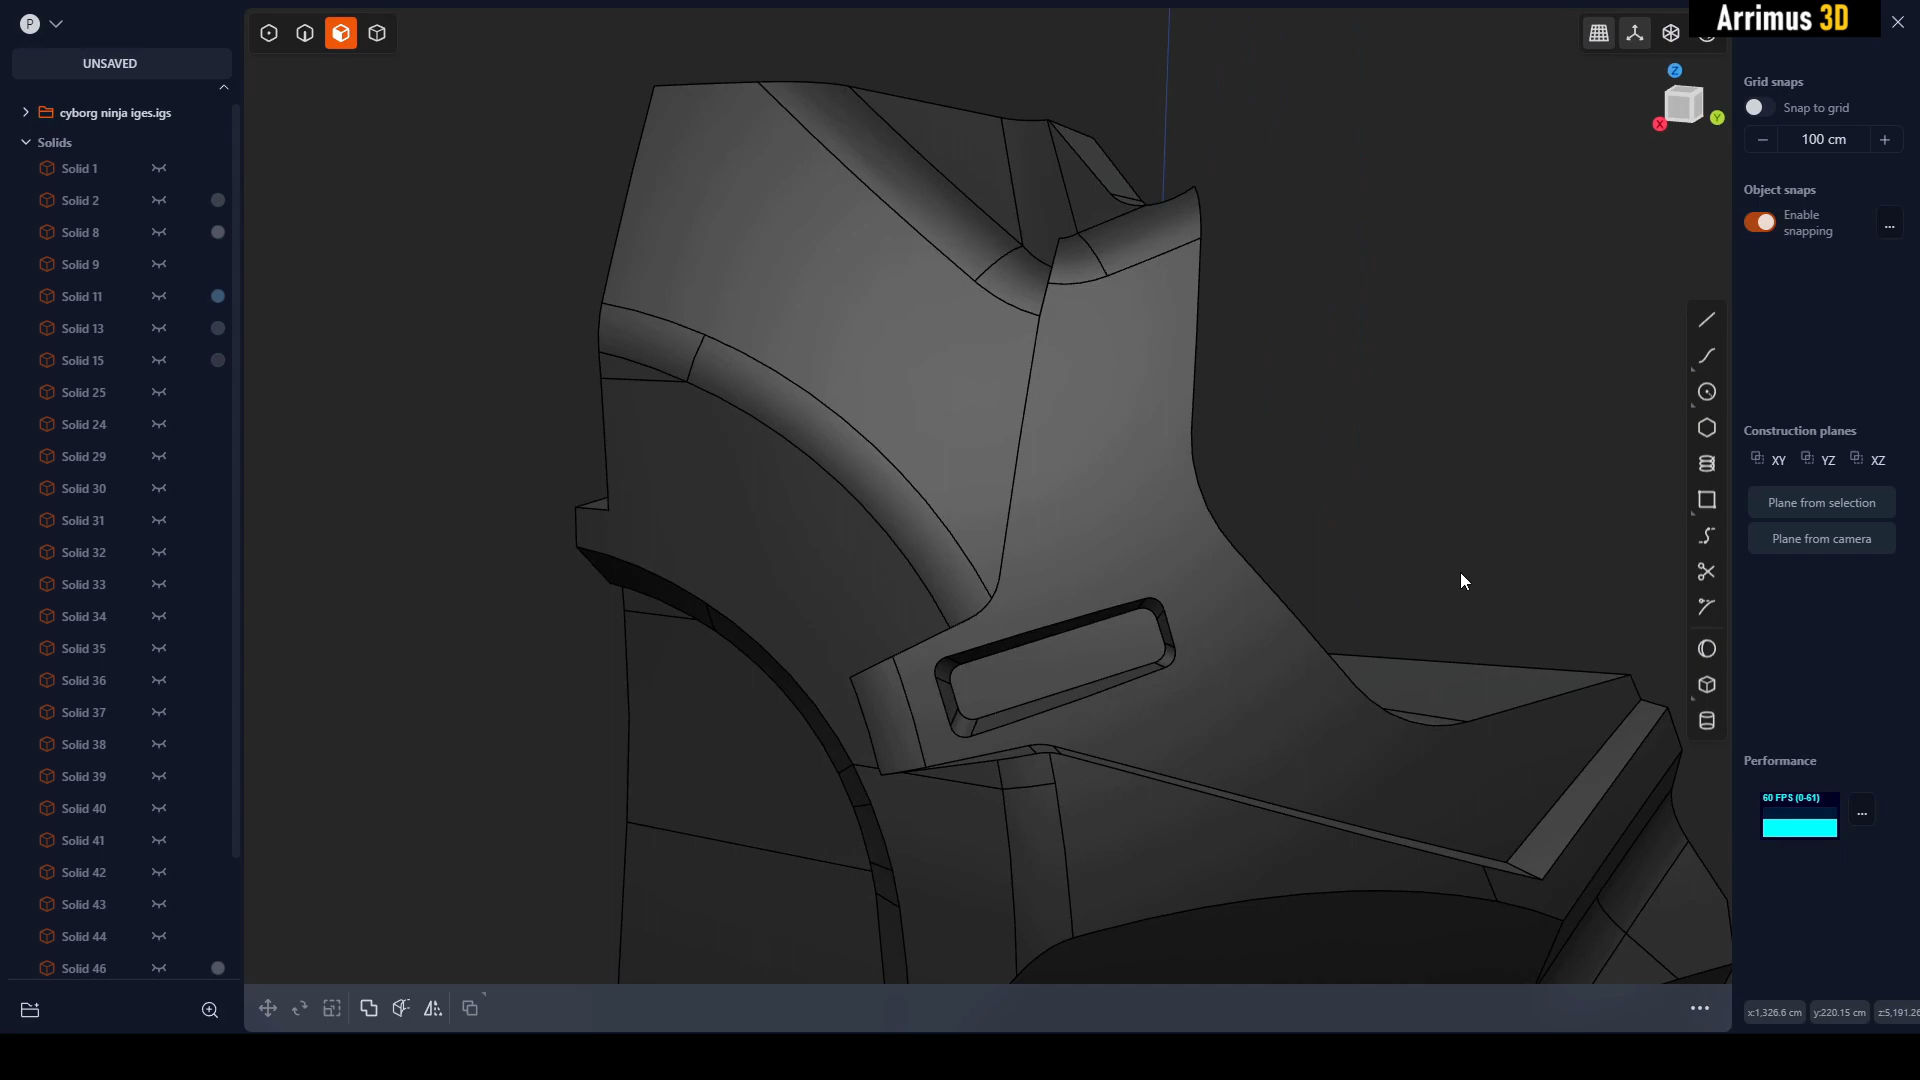 P
UNSAVED
cyborg ninja iges.igs
Solids
Solid 1
Solid 2
Solid 8
Solid 9
Solid 11
Solid 13
Solid 15
Solid 25
Solid 24
Solid 29
Solid 30
Solid 31
Solid 32
Solid 33
Solid 34
Solid 35
Solid 36
Solid 37
Solid 38
Solid 39
Solid 40
Solid 41
Solid 42
Solid 43
Solid 44
Solid 46
Arrimus 3D
Z
X
Y
Grid snaps
Snap to grid
100 cm
Object snaps
Enable
snapping
...
Construction planes
XY YZ XZ
Plane from selection
Plane from camera
Performance
60 FPS (0-61)
...
x:1,326.6 cm y:220.15 cm z:5,191.26